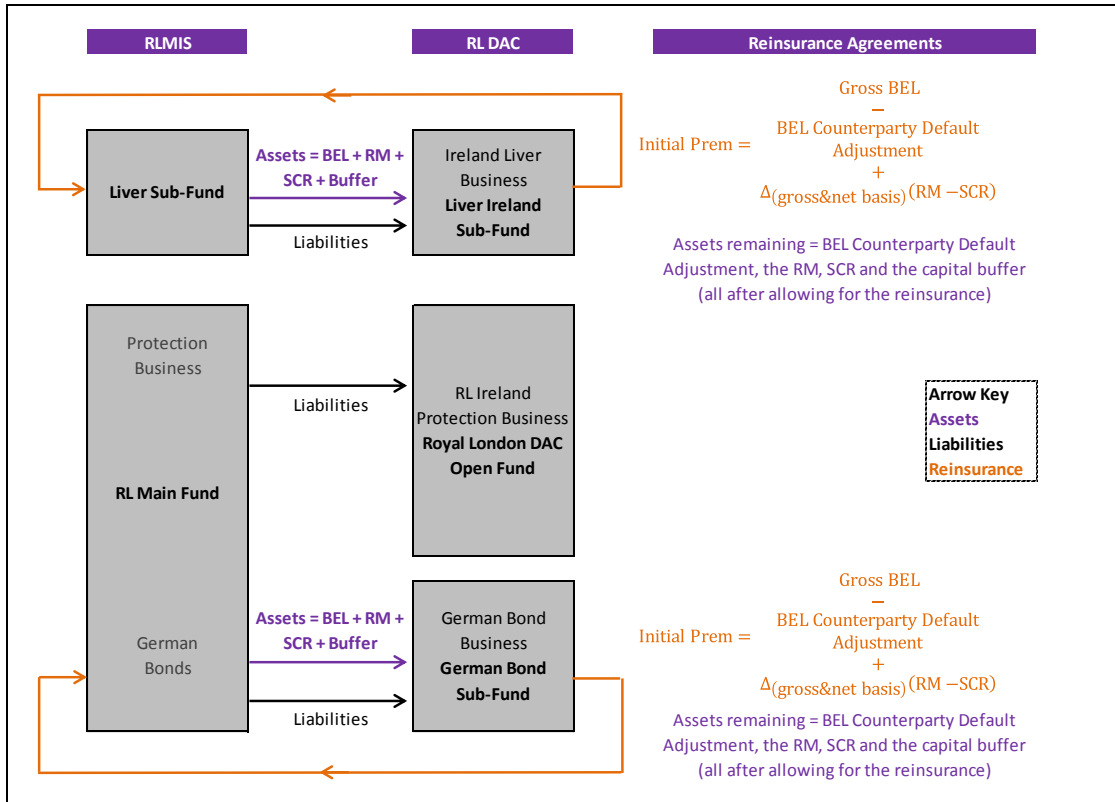 RLMIS
RL DAC
Reinsurance Agreements
Liver Sub-Fund
Assets = BEL + RM +
SCR + Buffer
Liabilities
Ireland Liver
Business
Liver Ireland
Sub-Fund
Gross BEL
−
Initial Prem = BEL Counterparty Default
Adjustment
+
Δ(gross&net basis)(RM −SCR)
Assets remaining = BEL Counterparty Default
Adjustment, the RM, SCR and the capital buffer
(all after allowing for the reinsurance)
Protection
Business
RL Main Fund
German
Bonds
Liabilities
RL Ireland
Protection Business
Royal London DAC
Open Fund
Arrow Key
Assets
Liabilities
Reinsurance
Assets = BEL + RM +
SCR + Buffer
Liabilities
German Bond
Business
German Bond
Sub-Fund
Gross BEL
−
Initial Prem = BEL Counterparty Default
Adjustment
+
Δ(gross&net basis)(RM −SCR)
Assets remaining = BEL Counterparty Default
Adjustment, the RM, SCR and the capital buffer
(all after allowing for the reinsurance)